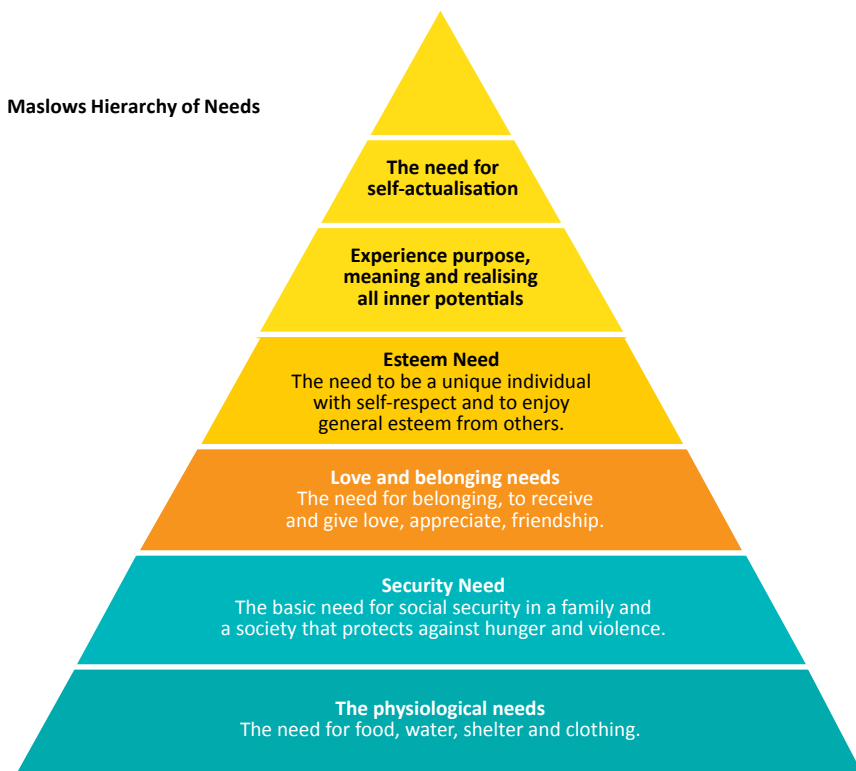 Maslows Hierarchy of Needs
The need for
self-actualisation
Experience purpose,
meaning and realising
all inner potentials
Esteem Need
The need to be a unique individual
with self-respect and to enjoy
general esteem from others.
Love and belonging needs
The need for belonging, to receive
and give love, appreciate, friendship.
Security Need
The basic need for social security in a family and
a society that protects against hunger and violence.
The physiological needs
The need for food, water, shelter and clothing.